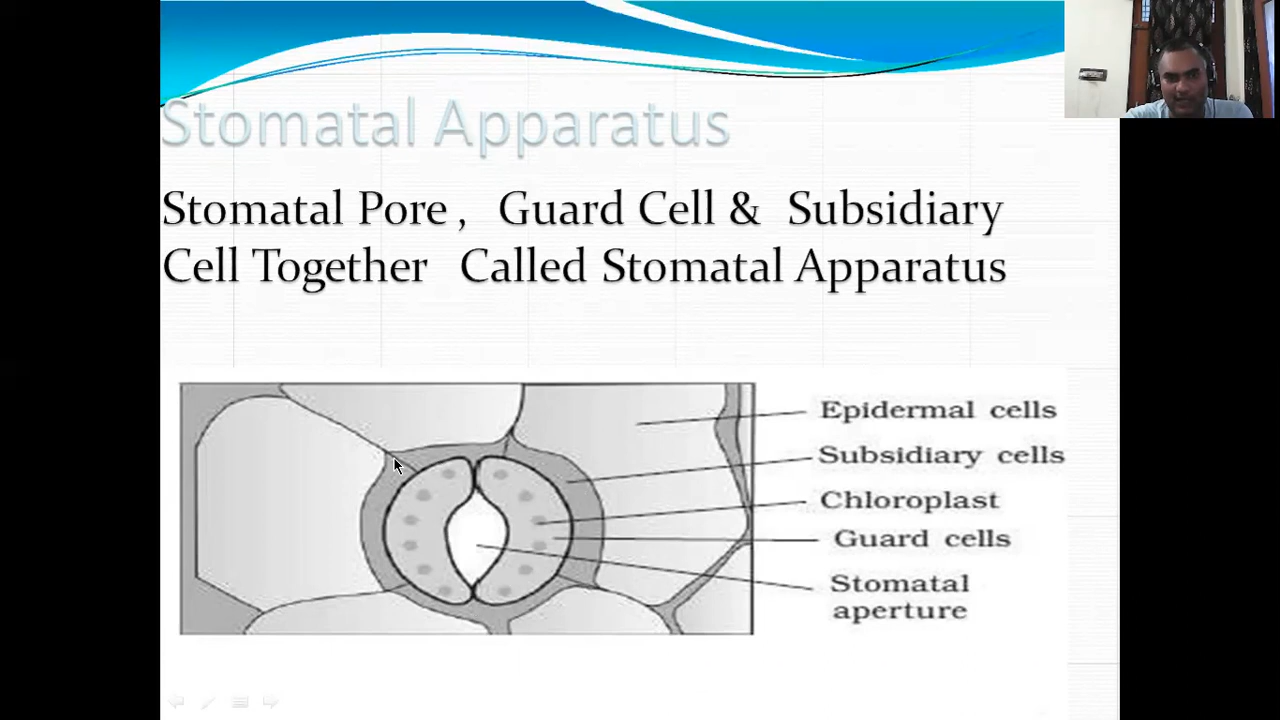 Stomatal Apparatus
Stomatal Pore , Guard Cell & Subsidiary
Cell Together Called Stomatal Apparatus
Epidermal cells
Subsidiary cells
Chloroplast
Guard cells
Stomatal
aperture